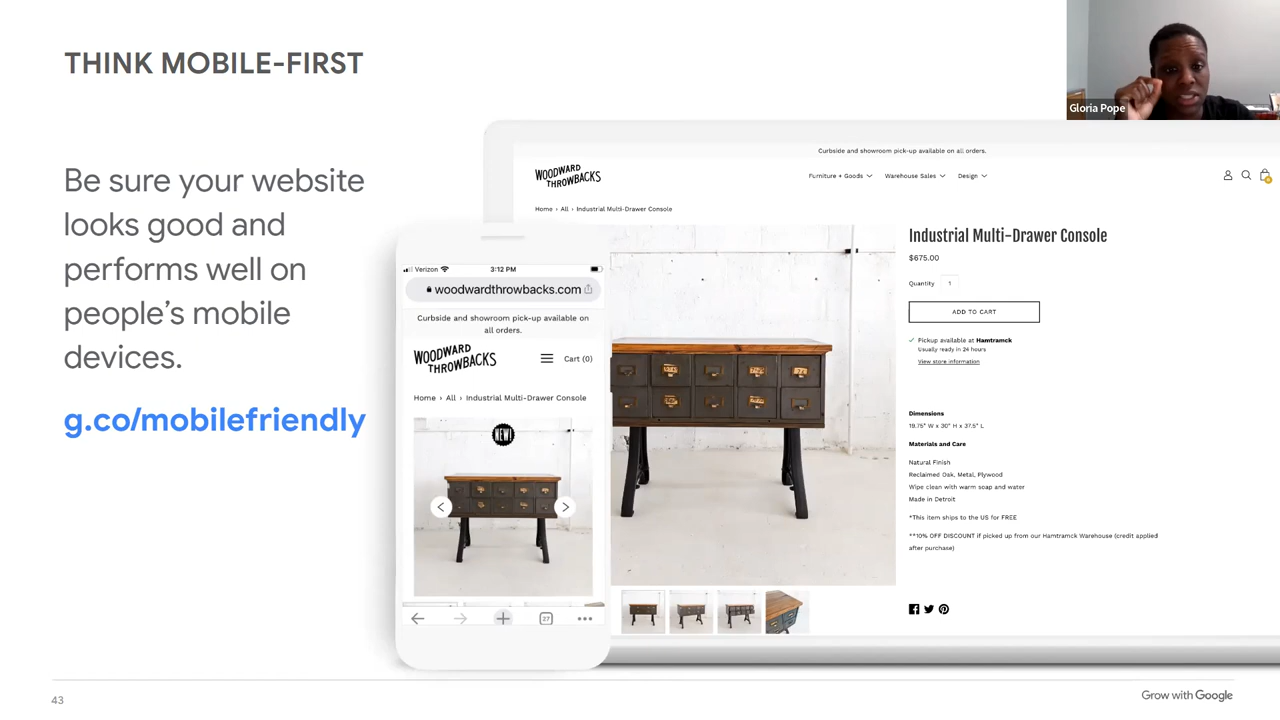 THINK MOBILE-FIRST
Gloria Pope
Be sure your website
looks good and
performs well on
people's mobile
devices.
g.co/mobilefriendly
Verizon 3:12 PM
woodwardthrowbacks.com
Curbside and showroom pick-up available on
all orders.
WOODWARD
THROWBACKS
Cart (0)
Home › All › Industrial Multi-Drawer Console
NEW!
27
Curbside and showroom pick-up available on all orders.
WOODWARD
THROWBACKS
Furniture + Goods Warehouse Sales Design
Home › All › Industrial Multi-Drawer Console
Industrial Multi-Drawer Console
$675.00
Quantity 1
ADD TO CART
Pickup available at Hamtramck
Usually ready in 24 hours
View store information
Dimensions
19.75" W x 30" H x 37.5" L
Materials and Care
Natural Finish
Reclaimed Oak, Metal, Plywood
Wipe clean with warm soap and water
Made in Detroit
*This item ships to the US for FREE
**10% OFF DISCOUNT if picked up from our Hamtramck Warehouse (credit applied
after purchase)
43
Grow with Google